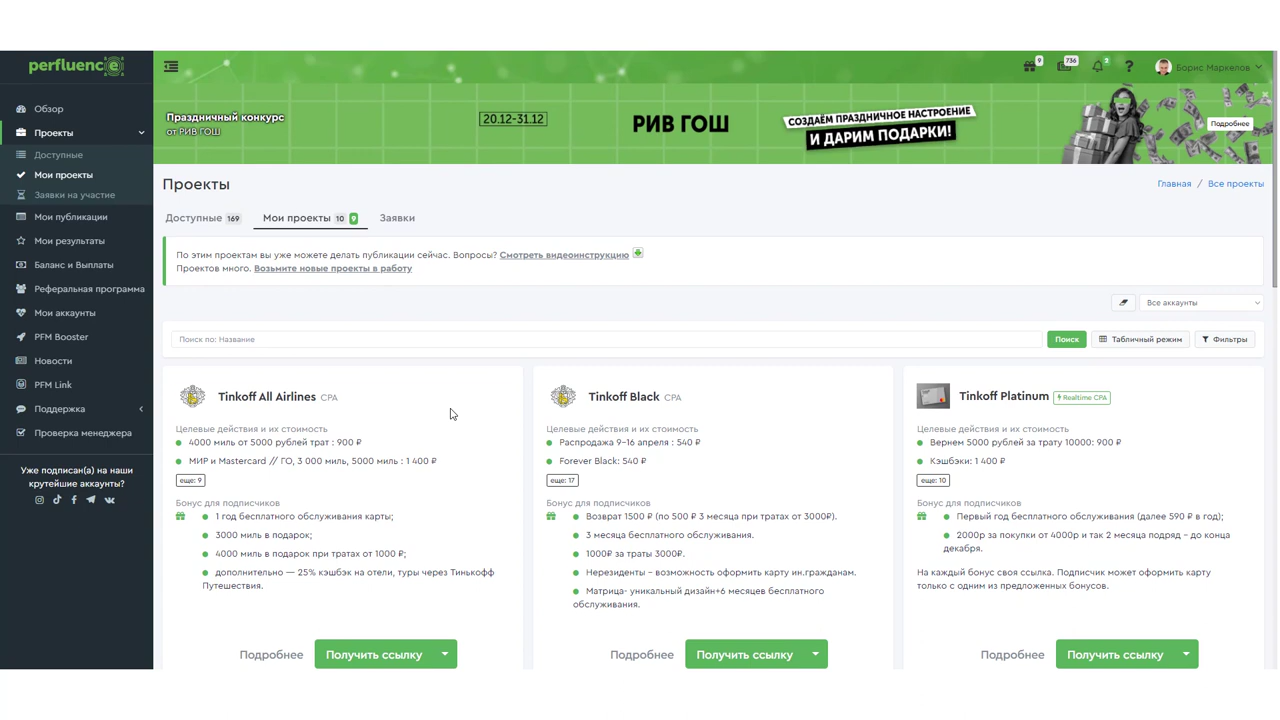 perfluence
9
736
2
?
Борис Маркелов
Праздничный конкурс
от РИВ ГОШ
20.12-31.12
РИВ ГОШ
СОЗДАЁМ ПРАЗДНИЧНОЕ НАСТРОЕНИЕ
И ДАРИМ ПОДАРКИ!
Подробнее
Обзор
Проекты
Доступные
Мои проекты
Заявки на участие
Мои публикации
Мои результаты
Баланс и Выплаты
Реферальная программа
Мои аккаунты
PFM Booster
Новости
PFM Link
Поддержка
Проверка менеджера
Уже подписан(а) на наши
крутейшие аккаунты?
Проекты
Главная / Все проекты
Доступные 169 Мои проекты 10 9 Заявки
По этим проектам вы уже можете делать публикации сейчас. Вопросы? Смотреть видеоинструкцию
Проектов много. Возьмите новые проекты в работу
Все аккаунты
Поиск по: Название
Поиск
Табличный режим
Фильтры
Tinkoff All Airlines CPA
Целевые действия и их стоимость
4000 миль от 5000 рублей трат : 900 ₽
МИР и Mastercard // ГО, 3 000 миль, 5000 миль : 1 400 ₽
еще: 9
Бонус для подписчиков
1 год бесплатного обслуживания карты;
3000 миль в подарок;
4000 миль в подарок при тратах от 1000 ₽;
дополнительно — 25% кэшбэк на отели, туры через Тинькофф
Путешествия.
Подробнее
Получить ссылку
Tinkoff Black CPA
Целевые действия и их стоимость
Распродажа 9-16 апреля : 540 ₽
Forever Black: 540 ₽
еще: 17
Бонус для подписчиков
Возврат 1500 ₽ (по 500 ₽ 3 месяца при тратах от 3000₽).
3 месяца бесплатного обслуживания.
1000₽ за траты 3000₽.
Нерезиденты – возможность оформить карту ин.гражданам.
Матрица- уникальный дизайн+6 месяцев бесплатного
обслуживания.
Подробнее
Получить ссылку
Tinkoff Platinum Realtime CPA
Целевые действия и их стоимость
Вернем 5000 рублей за трату 10000: 900 ₽
Кэшбэки: 1 400 ₽
еще: 10
Бонус для подписчиков
Первый год бесплатного обслуживания (далее 590 ₽ в год);
2000р за покупки от 4000р и так 2 месяца подряд – до конца
декабря.
На каждый бонус своя ссылка. Подписчик может оформить карту
только с одним из предложенных бонусов.
Подробнее
Получить ссылку